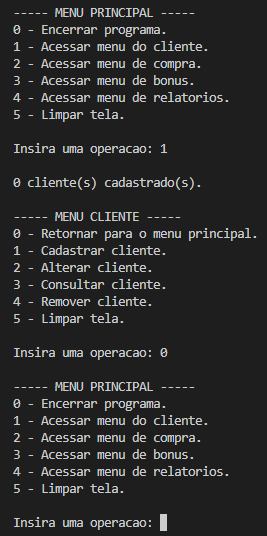 ----- MENU PRINCIPAL -----
0 - Encerrar programa.
1 - Acessar menu do cliente.
2 - Acessar menu de compra.
3 - Acessar menu de bonus.
4 - Acessar menu de relatorios.
5 - Limpar tela.

Insira uma operacao: 1

0 cliente(s) cadastrado(s).

----- MENU CLIENTE -----
0 - Retornar para o menu principal.
1 - Cadastrar cliente.
2 - Alterar cliente.
3 - Consultar cliente.
4 - Remover cliente.
5 - Limpar tela.

Insira uma operacao: 0

----- MENU PRINCIPAL -----
0 - Encerrar programa.
1 - Acessar menu do cliente.
2 - Acessar menu de compra.
3 - Acessar menu de bonus.
4 - Acessar menu de relatorios.
5 - Limpar tela.

Insira uma operacao: